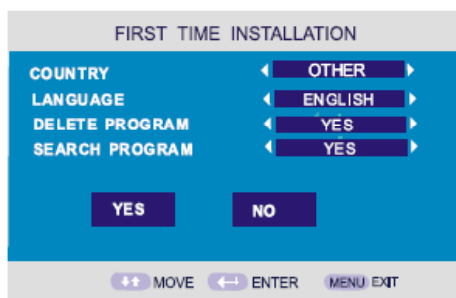 FIRST TIME INSTALLATION
COUNTRY OTHER
LANGUAGE ENGLISH
DELETE PROGRAM YES
SEARCH PROGRAM YES
YES NO
MOVE ENTER MENU EXIT